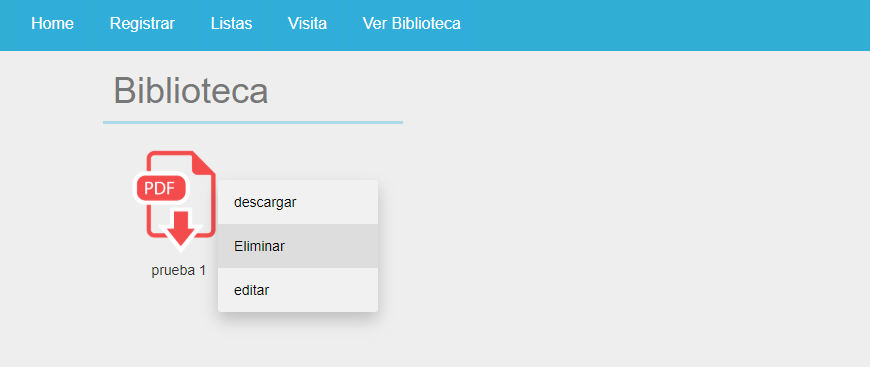 Home Registrar Listas Visita Ver Biblioteca
Biblioteca
PDF
descargar
Eliminar
prueba 1
editar